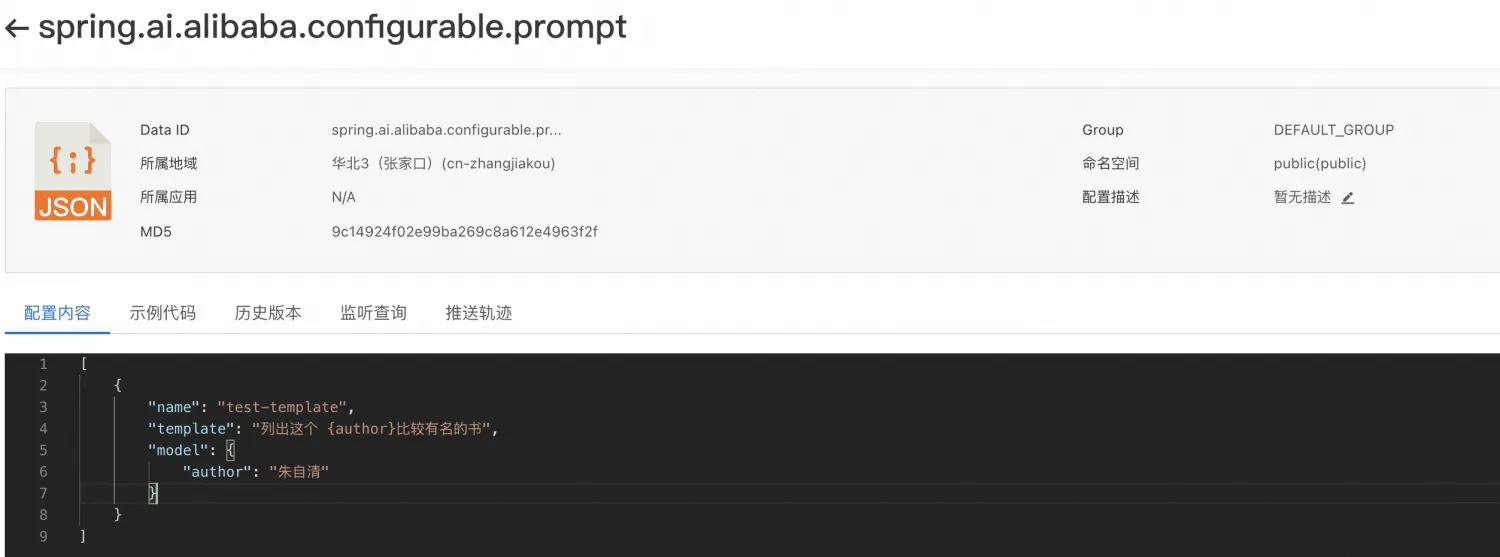 ← spring.ai.alibaba.configurable.prompt
{;}
JSON
Data ID spring.ai.alibaba.configurable.pr... Group DEFAULT_GROUP
所属地域 华北3（张家口）(cn-zhangjiakou) 命名空间 public(public)
所属应用 N/A 配置描述 暂无描述
MD5 9c14924f02e99ba269c8a612e4963f2f
配置内容 示例代码 历史版本 监听查询 推送轨迹
1 [
2 {
3 "name": "test-template",
4 "template": "列出这个 {author}比较有名的书",
5 "model": {
6 "author": "朱自清"
7 }
8 }
9 ]